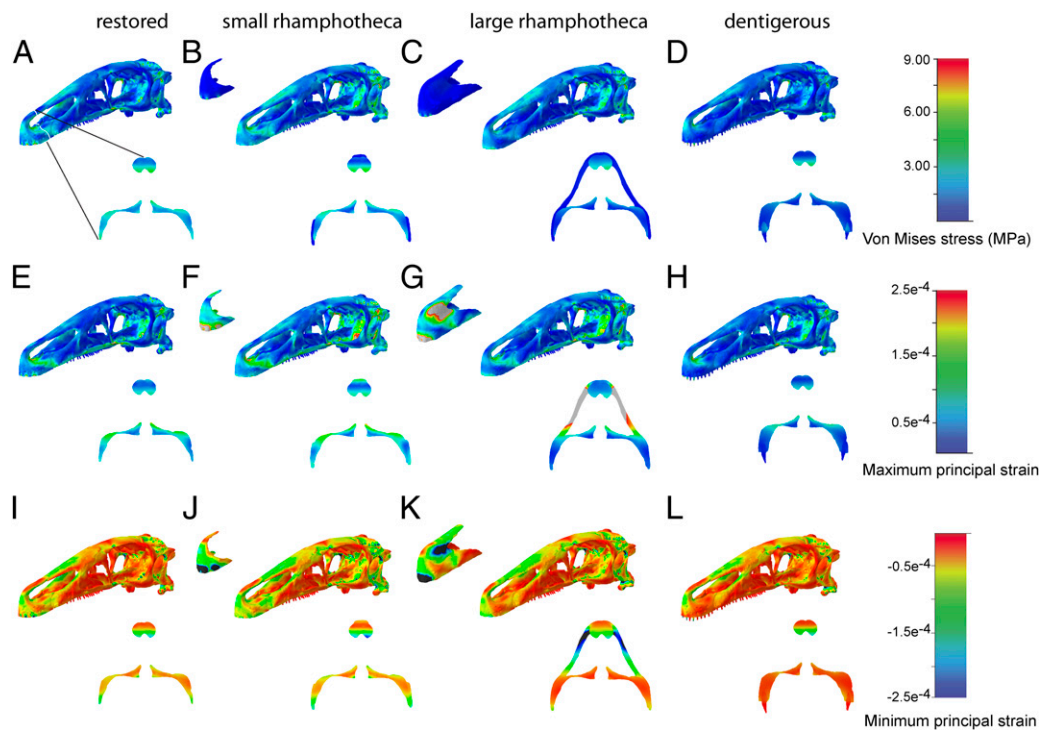 restored small rhamphotheca large rhamphotheca dentigerous
A B C D
9.00
6.00
3.00
Von Mises stress (MPa)
E F G H
2.5e-4
1.5e-4
0.5e-4
Maximum principal strain
I J K L
-0.5e-4
-1.5e-4
-2.5e-4
Minimum principal strain